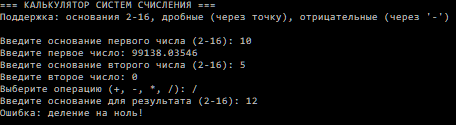 === КАЛЬКУЛЯТОР СИСТЕМ СЧИСЛЕНИЯ ===
Поддержка: основания 2-16, дробные (через точку), отрицательные (через '-')
Введите основание первого числа (2-16): 10
Введите первое число: 99138.03546
Введите основание второго числа (2-16): 5
Введите второе число: 0
Выберите операцию (+, -, *, /): /
Введите основание для результата (2-16): 12
Ошибка: деление на ноль!